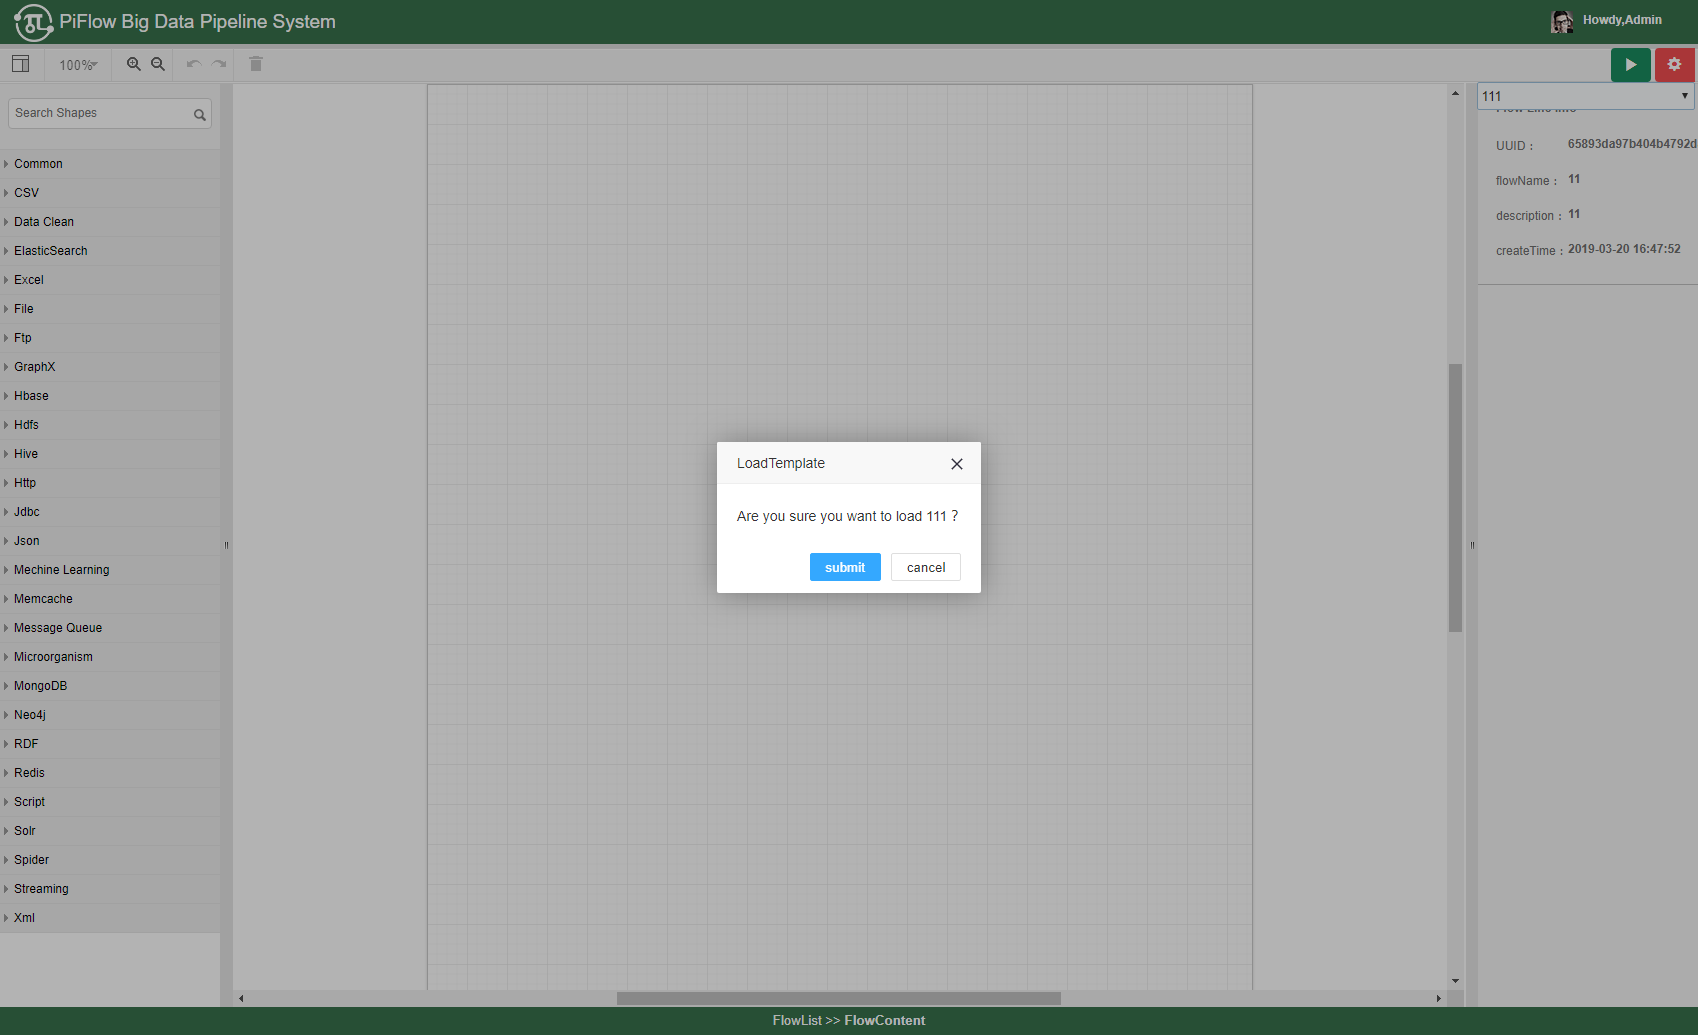 PiFlow Big Data Pipeline System
Howdy,Admin
100%
Search Shapes
Common
CSV
Data Clean
ElasticSearch
Excel
File
Ftp
GraphX
Hbase
Hdfs
Hive
Http
Jdbc
Json
Mechine Learning
Memcache
Message Queue
Microorganism
MongoDB
Neo4j
RDF
Redis
Script
Solr
Spider
Streaming
Xml
LoadTemplate
Are you sure you want to load 111 ?
submit
cancel
111
UUID : 65893da97b404b4792d
flowName : 11
description : 11
createTime : 2019-03-20 16:47:52
FlowList >> FlowContent